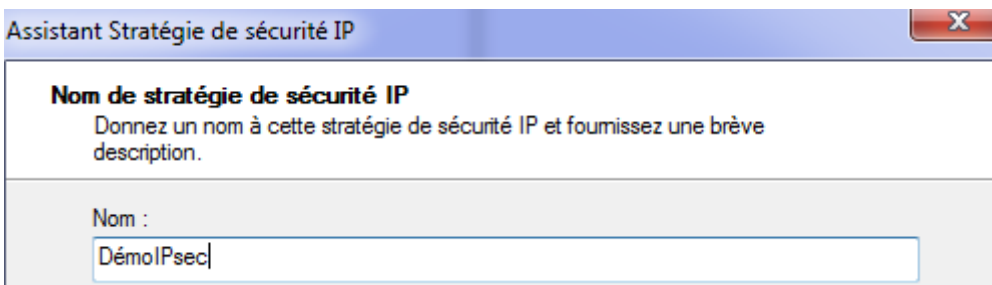 Assistant Stratégie de sécurité IP
Nom de stratégie de sécurité IP
Donnez un nom à cette stratégie de sécurité IP et fournissez une brève
description.
Nom :
DémoIPsec